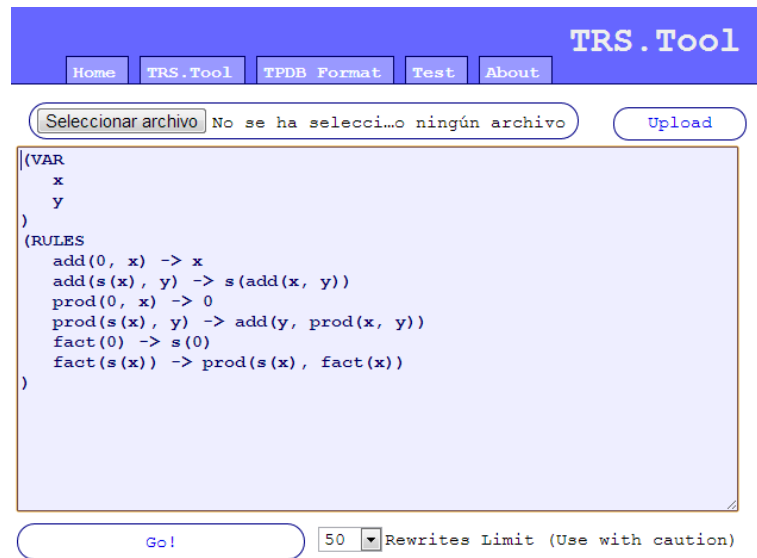 TRS.Tool
Home TRS.Tool TPDB Format Test About
Seleccionar archivo No se ha selecci…o ningún archivo Upload
(VAR
x
y
)
(RULES
add(0, x) -> x
add(s(x), y) -> s(add(x, y))
prod(0, x) -> 0
prod(s(x), y) -> add(y, prod(x, y))
fact(0) -> s(0)
fact(s(x)) -> prod(s(x), fact(x))
)
Go! 50 Rewrites Limit (Use with caution)